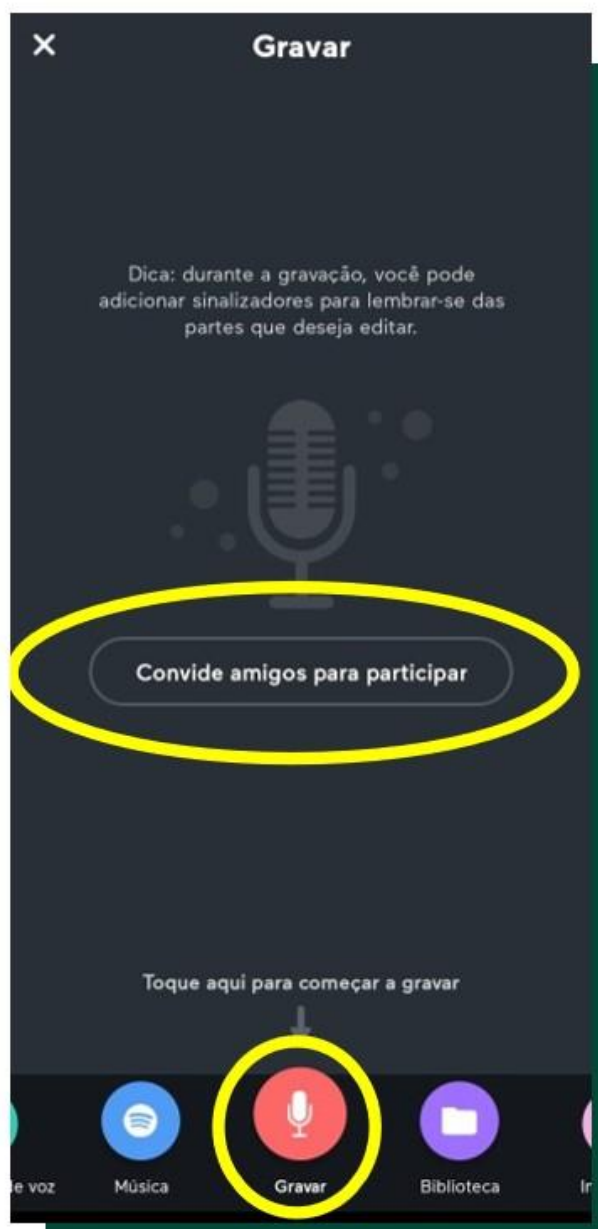 Gravar
Dica: durante a gravação, você pode
adicionar sinalizadores para lembrar-se das
partes que deseja editar.
Convide amigos para participar
Toque aqui para começar a gravar
voz Música Gravar Biblioteca